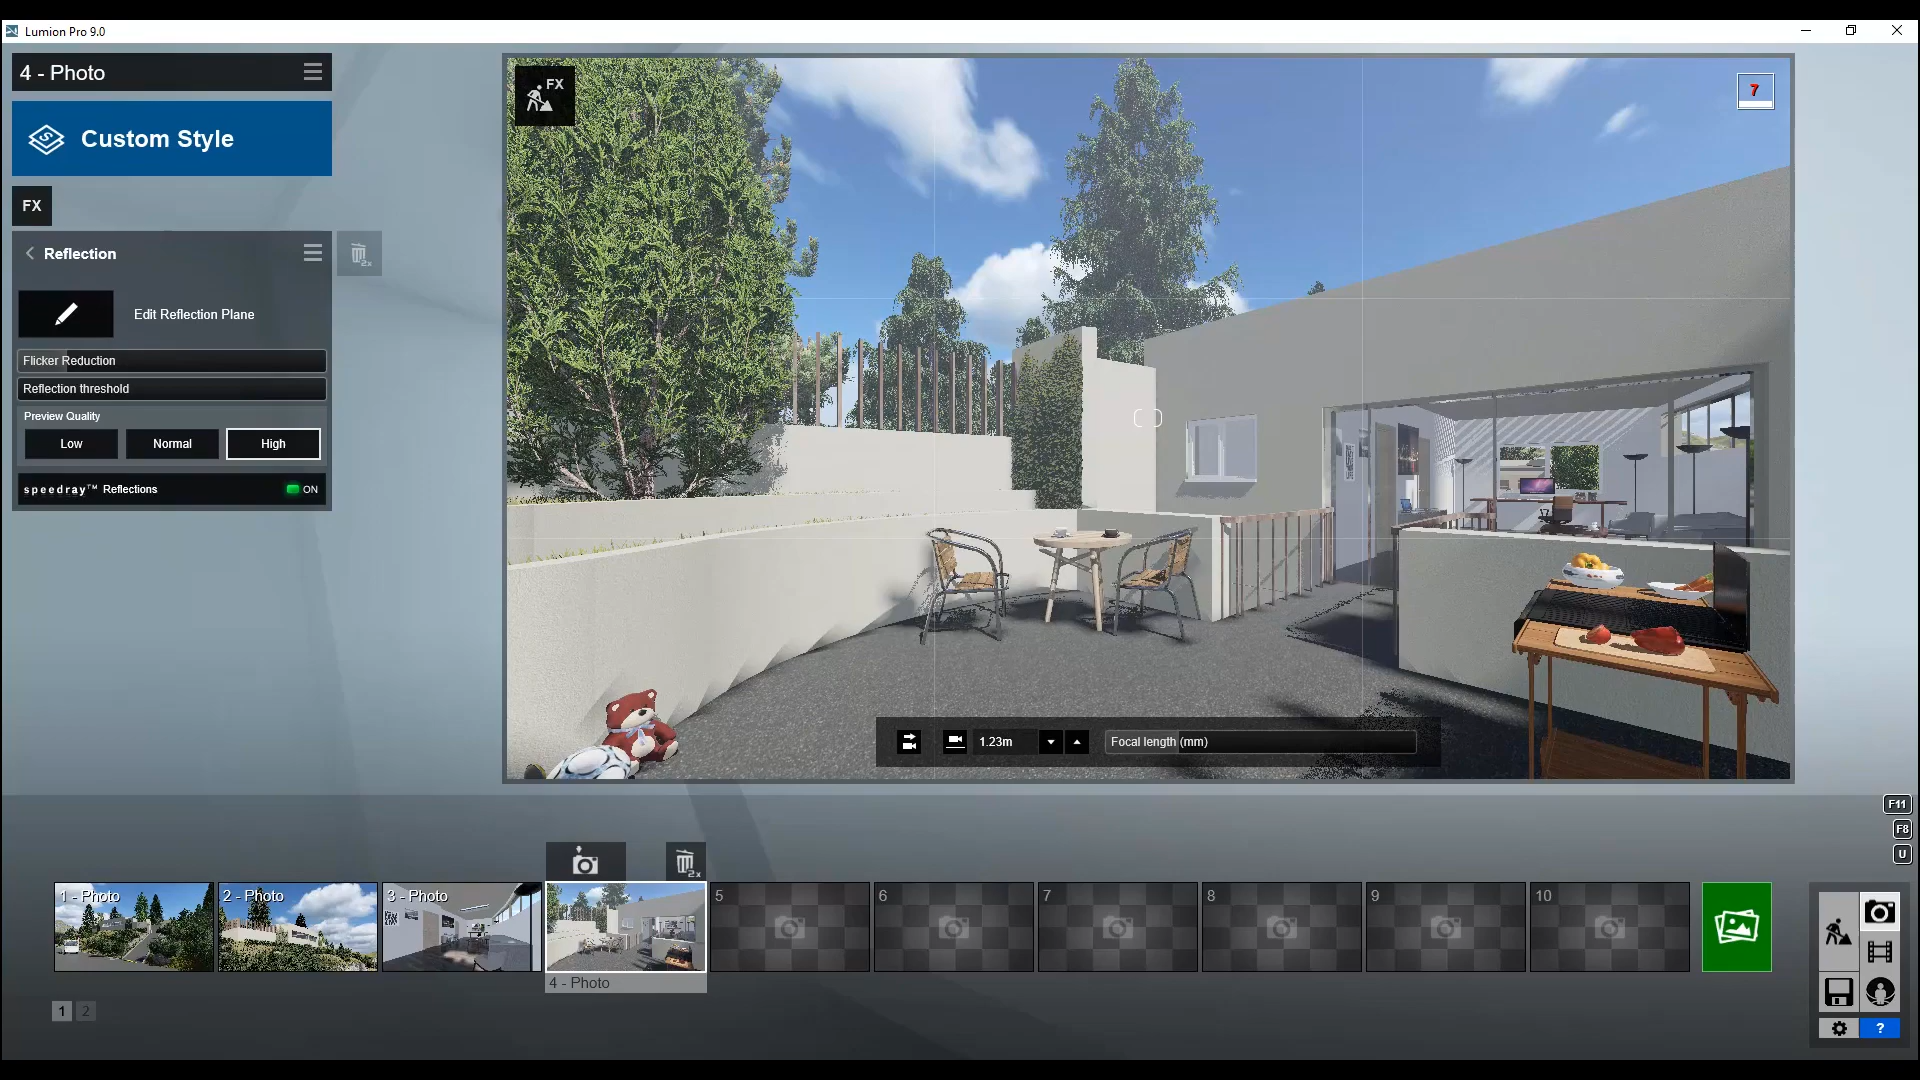 Lumion Pro 9.0
4 - Photo
Custom Style
FX
Reflection
2x
Edit Reflection Plane
Flicker Reduction
Reflection threshold
Preview Quality
Low Normal High
speedray™ Reflections ON
FX
7
1.23m Focal length (mm)
F11
F8
U
2x
1 - Photo 2 - Photo 3 - Photo 5 6 7 8 9 10
4 - Photo
1 2
?